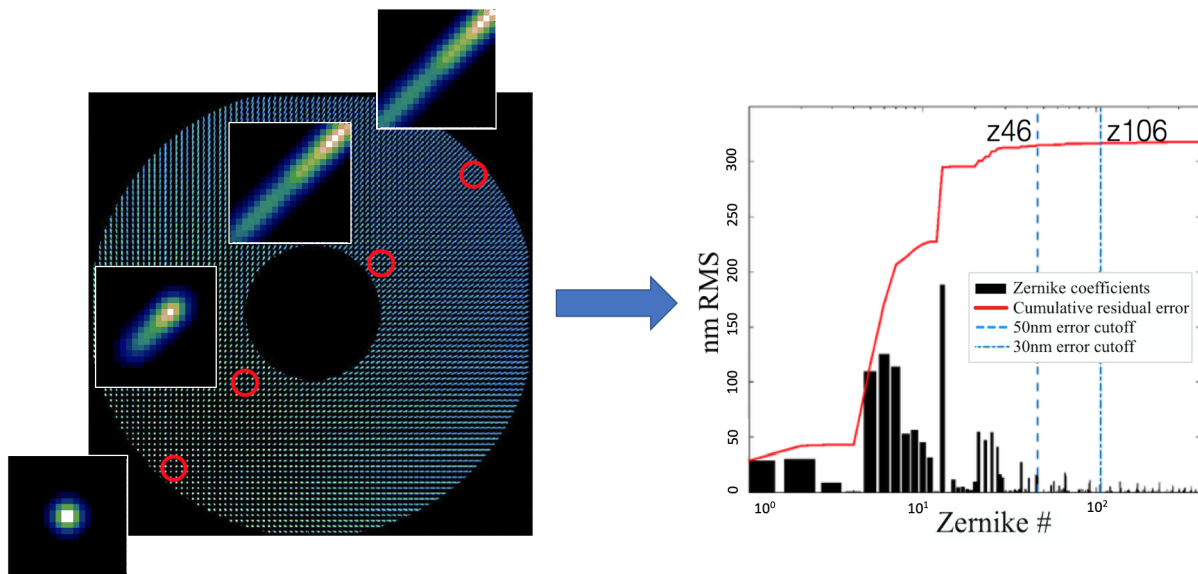 z46
z106
300
250
200
150
100
50
0
nm RMS
Zernike coefficients
Cumulative residual error
50nm error cutoff
30nm error cutoff
10⁰
10¹
10²
Zernike #